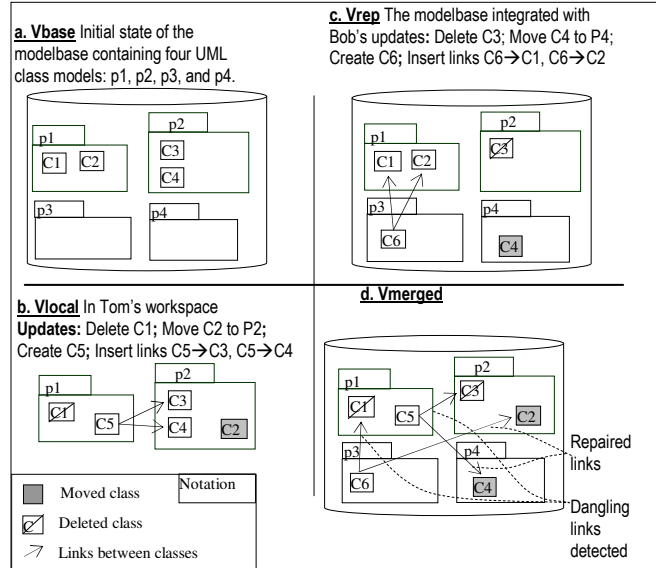 a. Vbase Initial state of the
modelbase containing four UML
class models: p1, p2, p3, and p4.
p1
C1
C2
p2
C3
C4
p3
p4
c. Vrep The modelbase integrated with
Bob's updates: Delete C3; Move C4 to P4;
Create C6; Insert links C6→C1, C6→C2
p1
C1
C2
p2
C3
p3
C6
p4
C4
b. Vlocal In Tom's workspace
Updates: Delete C1; Move C2 to P2;
Create C5; Insert links C5→C3, C5→C4
p1
C1
C5
p2
C3
C4
C2
Notation
Moved class
C
Deleted class
Links between classes
d. Vmerged
p1
C1
C5
p2
C3
C2
p3
C6
p4
C4
Repaired
links
Dangling
links
detected